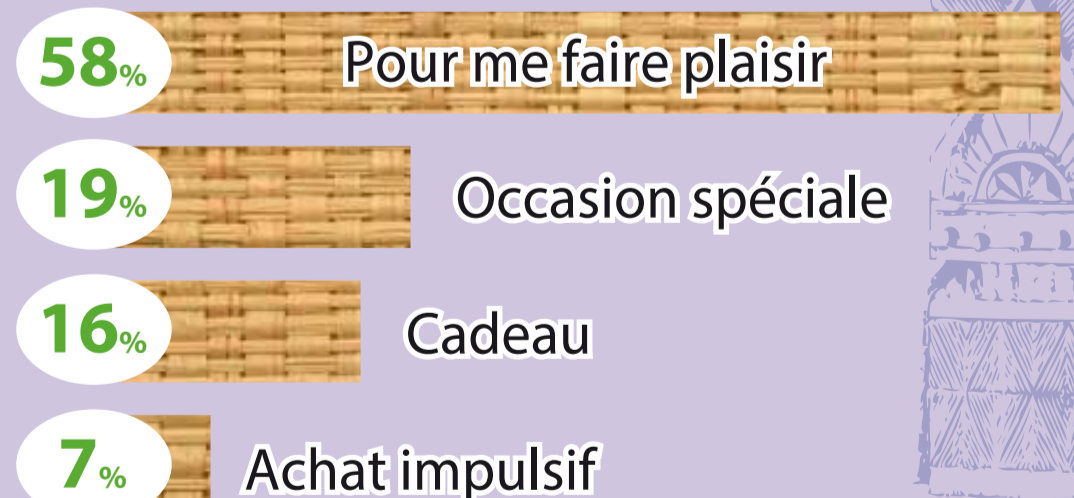 58% Pour me faire plaisir
19% Occasion spéciale
16% Cadeau
7% Achat impulsif